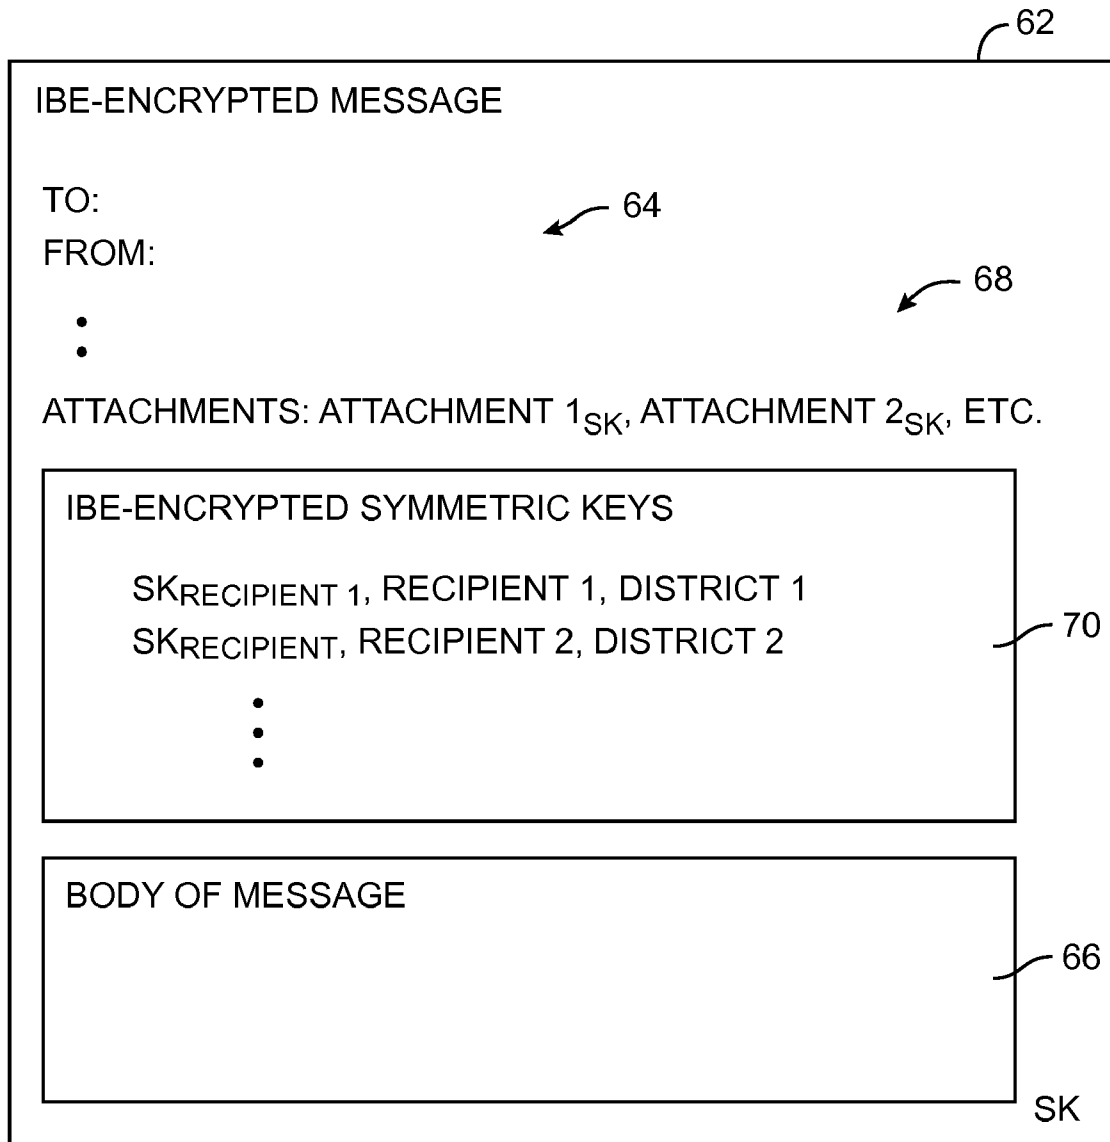 62
IBE-ENCRYPTED MESSAGE
TO:
64
FROM:
68
ATTACHMENTS: ATTACHMENT 1SK, ATTACHMENT 2SK, ETC.
IBE-ENCRYPTED SYMMETRIC KEYS
SKRECIPIENT 1, RECIPIENT 1, DISTRICT 1
SKRECIPIENT, RECIPIENT 2, DISTRICT 2
70
BODY OF MESSAGE
66
SK